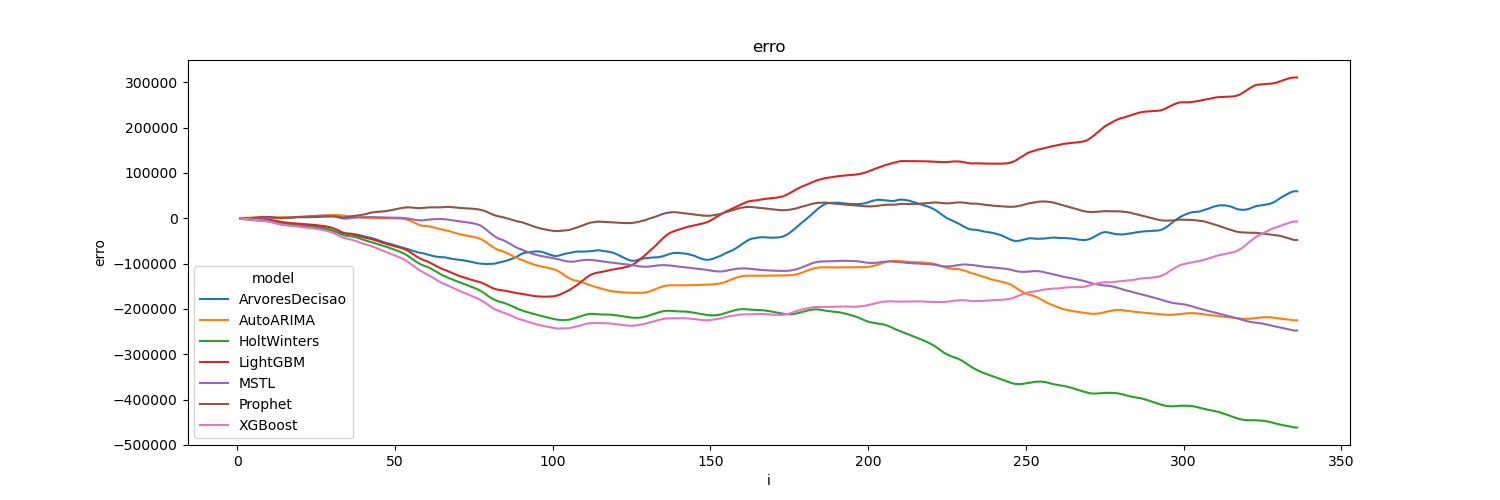 erro
300000
200000
100000
0
−100000
−200000
−300000
−400000
−500000
erro
model
ArvoresDecisao
AutoARIMA
HoltWinters
LightGBM
MSTL
Prophet
XGBoost
0 50 100 150 200 250 300 350
i